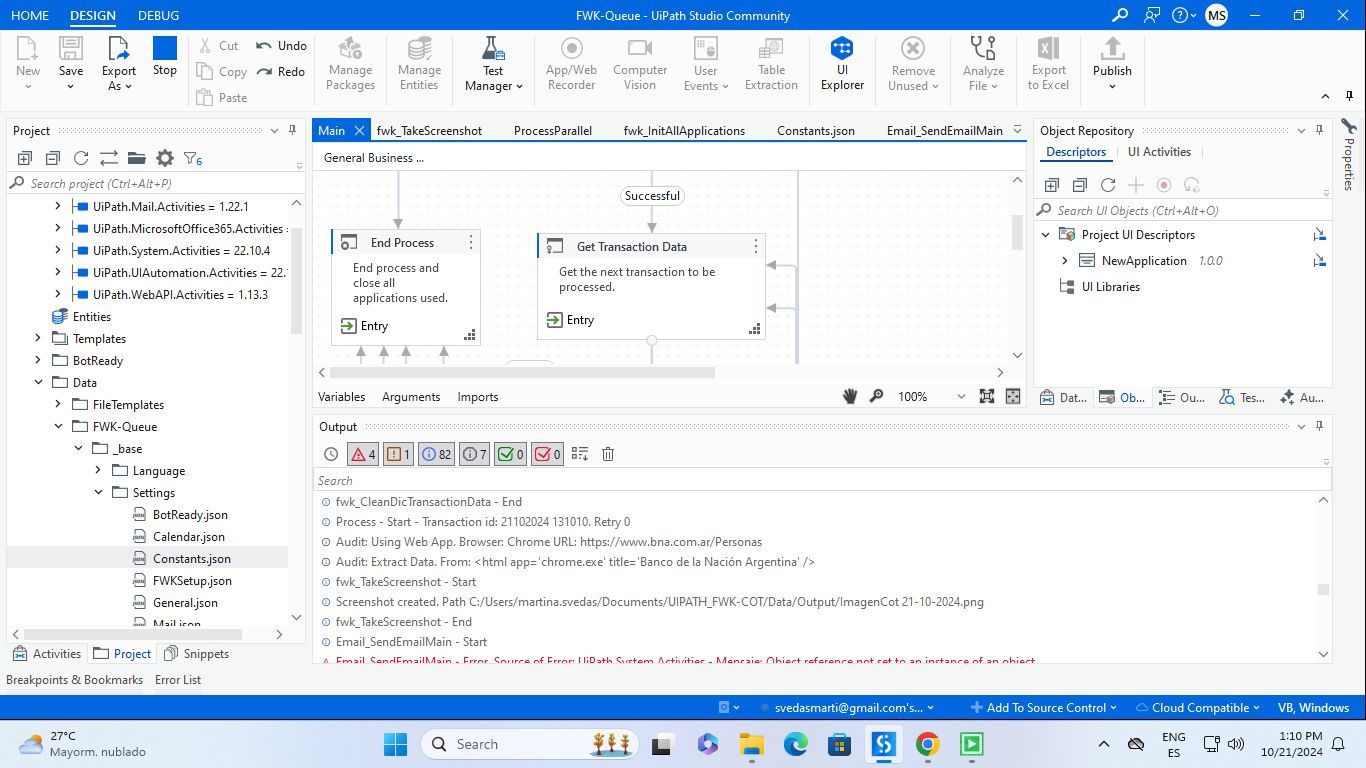 HOME
DESIGN
DEBUG
FWK-Queue - UiPath Studio Community
MS
New
Save
Export As
Stop
Cut
Copy
Paste
Undo
Redo
Manage Packages
Manage Entities
Test Manager
App/Web Recorder
Computer Vision
User Events
Table Extraction
UI Explorer
Remove Unused
Analyze File
Export to Excel
Publish
Project
6
Search project (Ctrl+Alt+P)
UiPath.Mail.Activities = 1.22.1
UiPath.MicrosoftOffice365.Activities =
UiPath.System.Activities = 22.10.4
UiPath.UIAutomation.Activities = 22.
UiPath.WebAPI.Activities = 1.13.3
Entities
Templates
BotReady
Data
FileTemplates
FWK-Queue
_base
Language
Settings
BotReady.json
Calendar.json
Constants.json
FWKSetup.json
General.json
Mail.json
Activities
Project
Snippets
Main
fwk_TakeScreenshot
ProcessParallel
fwk_InitAllApplications
Constants.json
Email_SendEmailMain
General Business ...
Successful
End Process
End process and
close all
applications used.
Entry
Get Transaction Data
Get the next transaction to be
processed.
Entry
Variables
Arguments
Imports
100%
Object Repository
Descriptors
UI Activities
Search UI Objects (Ctrl+Alt+O)
Project UI Descriptors
NewApplication 1.0.0
UI Libraries
Dat...
Ob...
Ou...
Tes...
Au...
Properties
Output
4
1
82
7
0
0
Search
fwk_CleanDicTransactionData - End
Process - Start - Transaction id: 21102024 131010. Retry 0
Audit: Using Web App. Browser: Chrome URL: https://www.bna.com.ar/Personas
Audit: Extract Data. From: <html app='chrome.exe' title='Banco de la Nación Argentina' />
fwk_TakeScreenshot - Start
Screenshot created. Path C:/Users/martina.svedas/Documents/UIPATH_FWK-COT/Data/Output/ImagenCot 21-10-2024.png
fwk_TakeScreenshot - End
Email_SendEmailMain - Start
Email_SendEmailMain - Error. Source of Error: UiPath.System.Activities - Mensaje: Object reference not set to an instance of an object.
Breakpoints & Bookmarks
Error List
svedasmarti@gmail.com's...
Add To Source Control
Cloud Compatible
VB, Windows
27°C
Mayorm. nublado
Search
ENG
ES
1:10 PM
10/21/2024